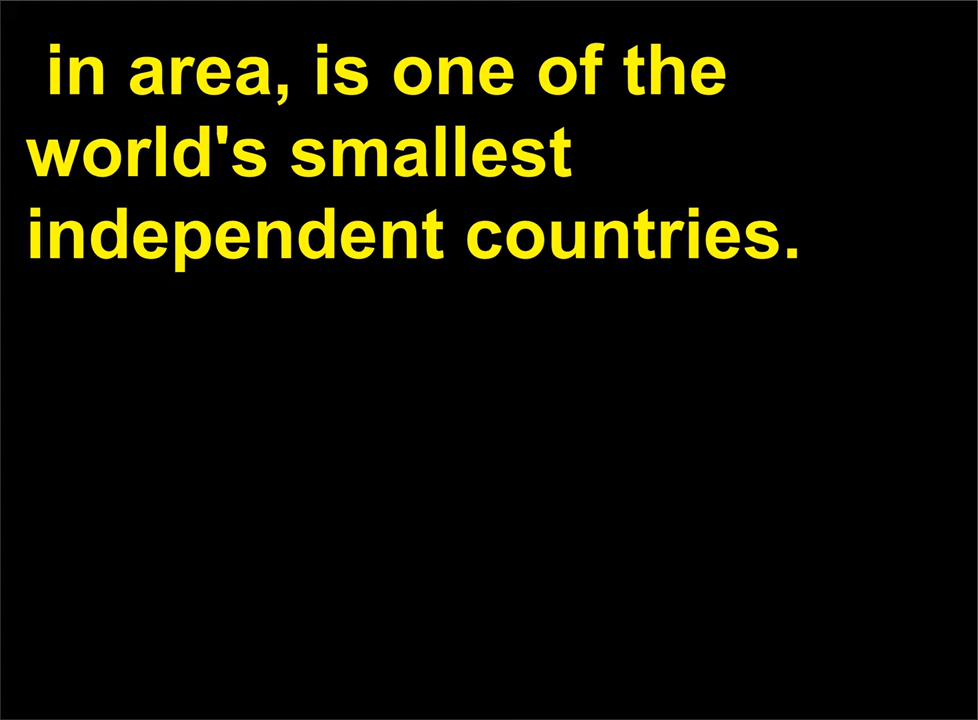 in area, is one of the
world's smallest
independent countries.